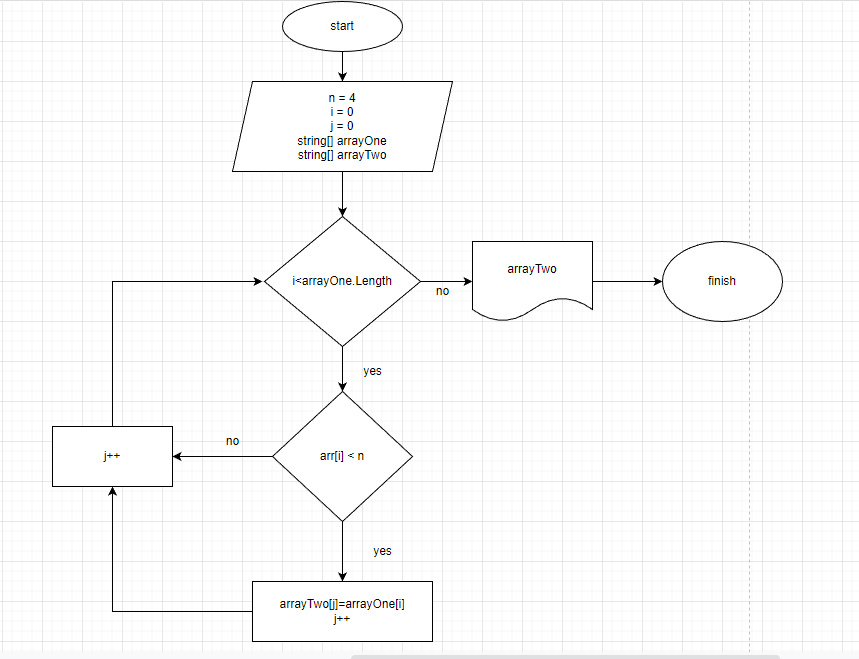 start
n = 4
i = 0
j = 0
string[] arrayOne
string[] arrayTwo
i<arrayOne.Length
no
arrayTwo
finish
yes
arr[i] < n
no
j++
yes
arrayTwo[j]=arrayOne[i]
j++